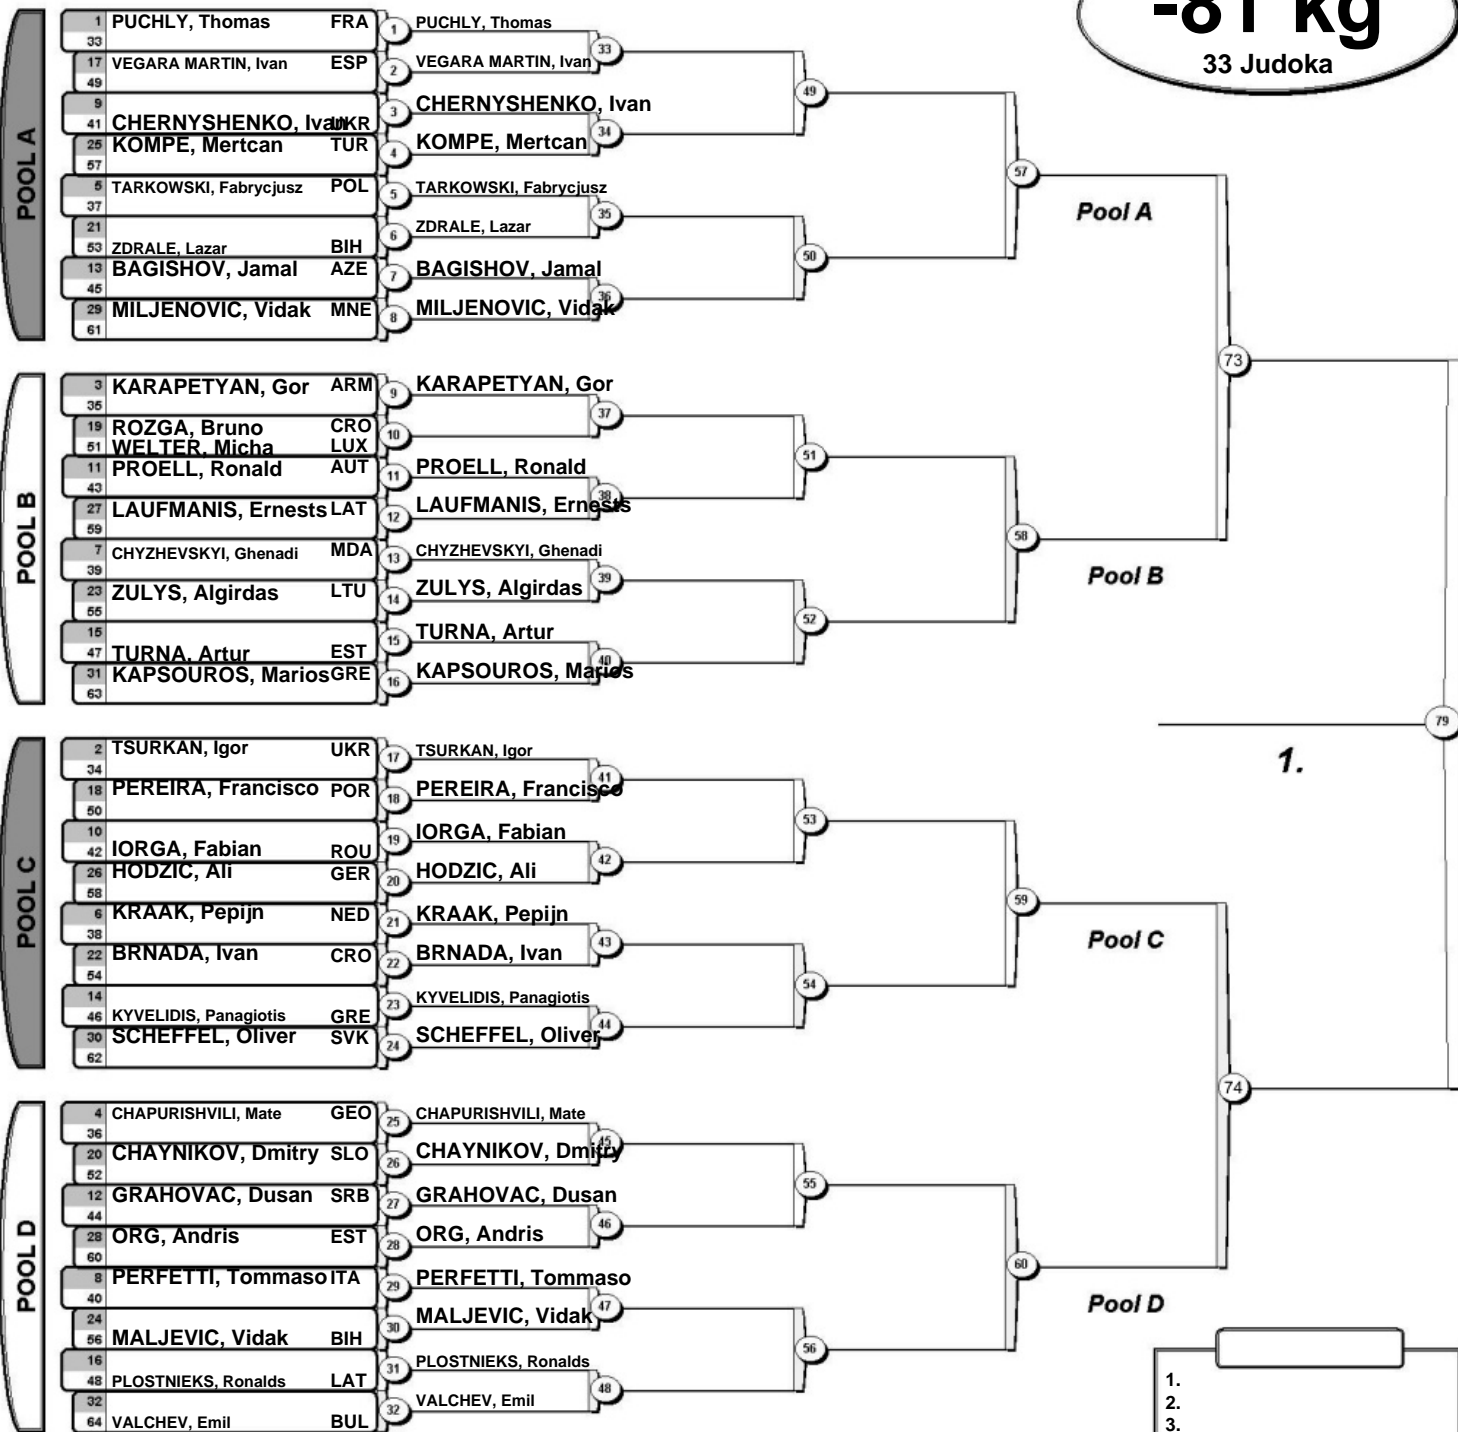 -81 kg
33 Judoka
POOL A
1 PUCHLY, Thomas FRA
33
17 VEGARA MARTIN, Ivan ESP
49
9
41 CHERNYSHENKO, Ivan UKR
25 KOMPE, Mertcan TUR
57
5 TARKOWSKI, Fabrycjusz POL
37
21
53 ZDRALE, Lazar BIH
13 BAGISHOV, Jamal AZE
45
29 MILJENOVIC, Vidak MNE
61
1 PUCHLY, Thomas
2 VEGARA MARTIN, Ivan
3 CHERNYSHENKO, Ivan
4 KOMPE, Mertcan
5 TARKOWSKI, Fabrycjusz
6 ZDRALE, Lazar
7 BAGISHOV, Jamal
8 MILJENOVIC, Vidak
33
34
35
36
49
50
57
Pool A
POOL B
3 KARAPETYAN, Gor ARM
35
19 ROZGA, Bruno CRO
51 WELTER, Micha LUX
11 PROELL, Ronald AUT
43
27 LAUFMANIS, Ernests LAT
59
7 CHYZHEVSKYI, Ghenadi MDA
39
23 ZULYS, Algirdas LTU
55
15
47 TURNA, Artur EST
31 KAPSOUROS, Marios GRE
63
9 KARAPETYAN, Gor
10
11 PROELL, Ronald
12 LAUFMANIS, Ernests
13 CHYZHEVSKYI, Ghenadi
14 ZULYS, Algirdas
15 TURNA, Artur
16 KAPSOUROS, Marios
37
38
39
40
51
52
58
Pool B
73
79
1.
POOL C
2 TSURKAN, Igor UKR
34
18 PEREIRA, Francisco POR
50
10
42 IORGA, Fabian ROU
26 HODZIC, Ali GER
58
6 KRAAK, Pepijn NED
38
22 BRNADA, Ivan CRO
54
14
46 KYVELIDIS, Panagiotis GRE
30 SCHEFFEL, Oliver SVK
62
17 TSURKAN, Igor
18 PEREIRA, Francisco
19 IORGA, Fabian
20 HODZIC, Ali
21 KRAAK, Pepijn
22 BRNADA, Ivan
23 KYVELIDIS, Panagiotis
24 SCHEFFEL, Oliver
41
42
43
44
53
54
59
Pool C
POOL D
4 CHAPURISHVILI, Mate GEO
36
20 CHAYNIKOV, Dmitry SLO
52
12 GRAHOVAC, Dusan SRB
44
28 ORG, Andris EST
60
8 PERFETTI, Tommaso ITA
40
24
56 MALJEVIC, Vidak BIH
16
48 PLOSTNIEKS, Ronalds LAT
32
64 VALCHEV, Emil BUL
25 CHAPURISHVILI, Mate
26 CHAYNIKOV, Dmitry
27 GRAHOVAC, Dusan
28 ORG, Andris
29 PERFETTI, Tommaso
30 MALJEVIC, Vidak
31 PLOSTNIEKS, Ronalds
32 VALCHEV, Emil
45
46
47
48
55
56
60
Pool D
74
1.
2.
3.